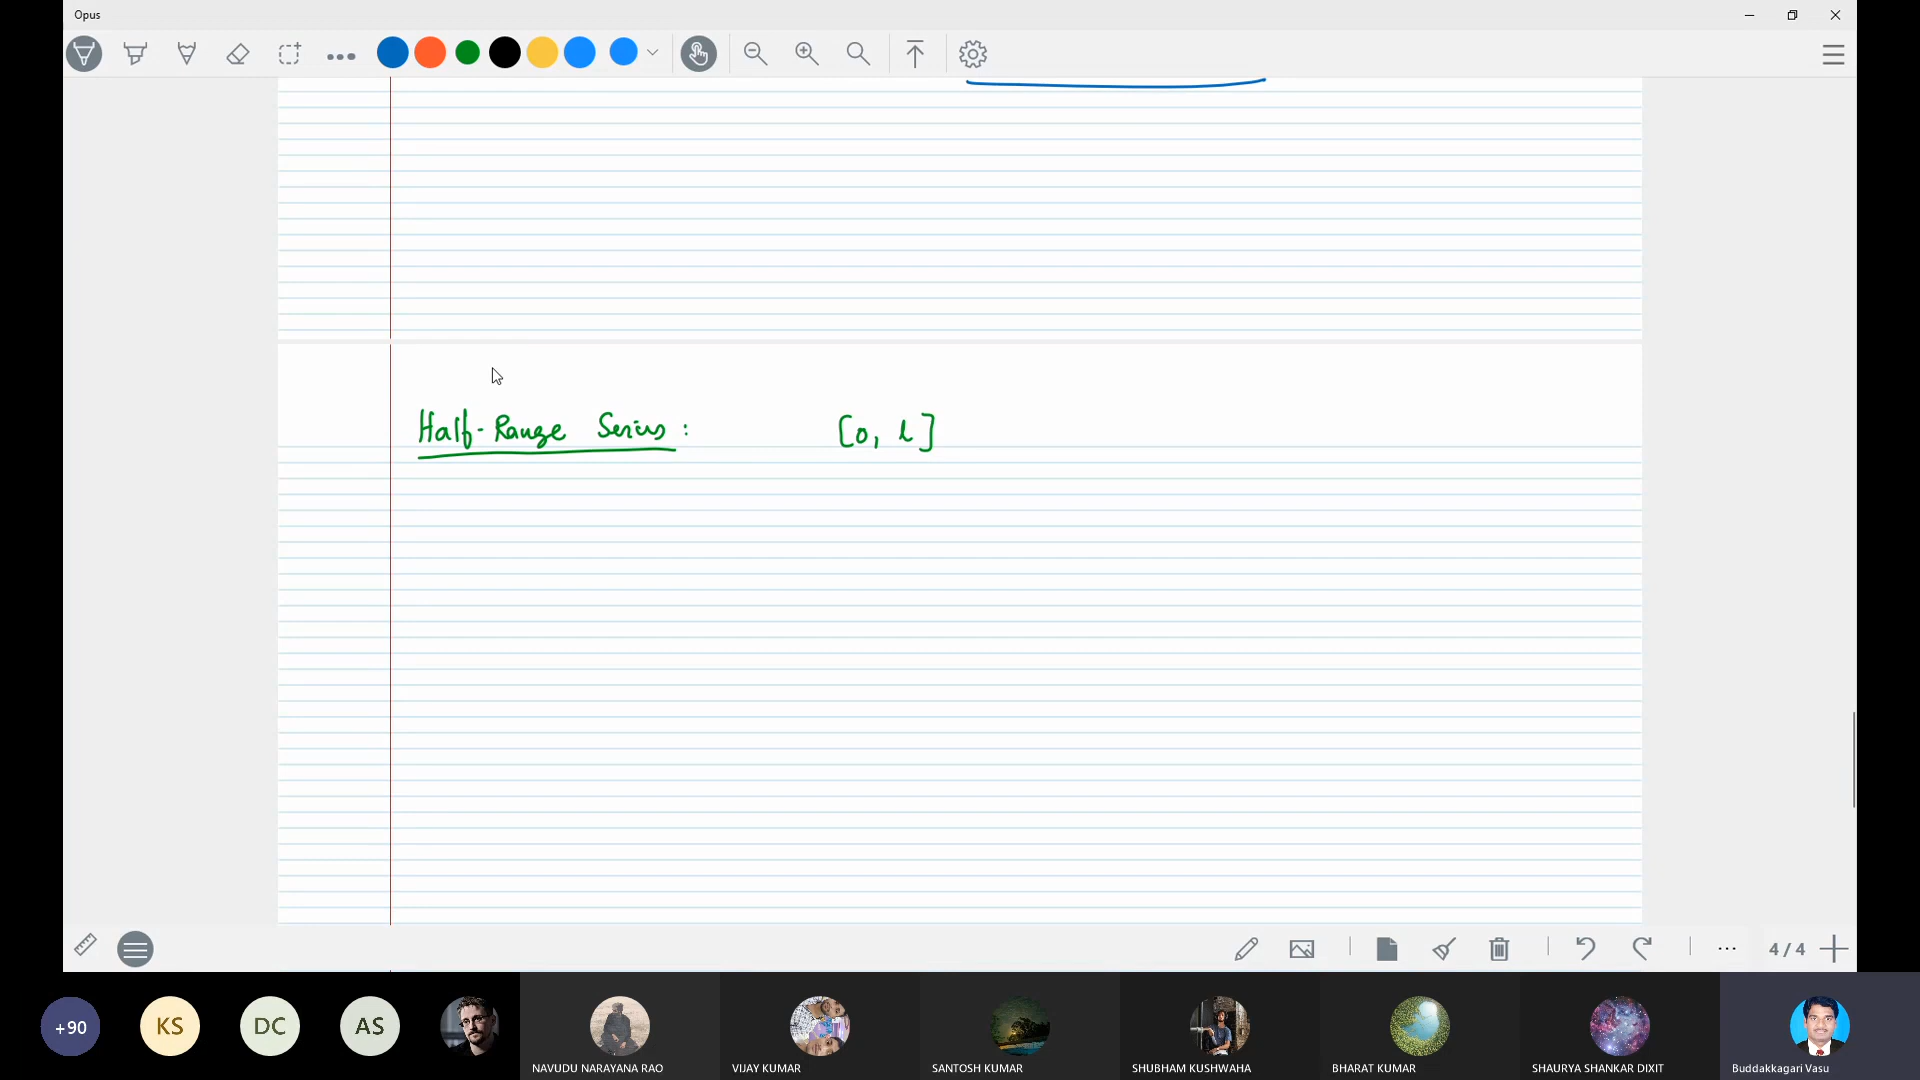 Opus
Half-Range Series : [0, l]
4 / 4
+90 KS DC AS
NAVUDU NARAYANA RAO VIJAY KUMAR SANTOSH KUMAR SHUBHAM KUSHWAHA BHARAT KUMAR SHAURYA SHANKAR DIXIT Buddakkagari Vasu